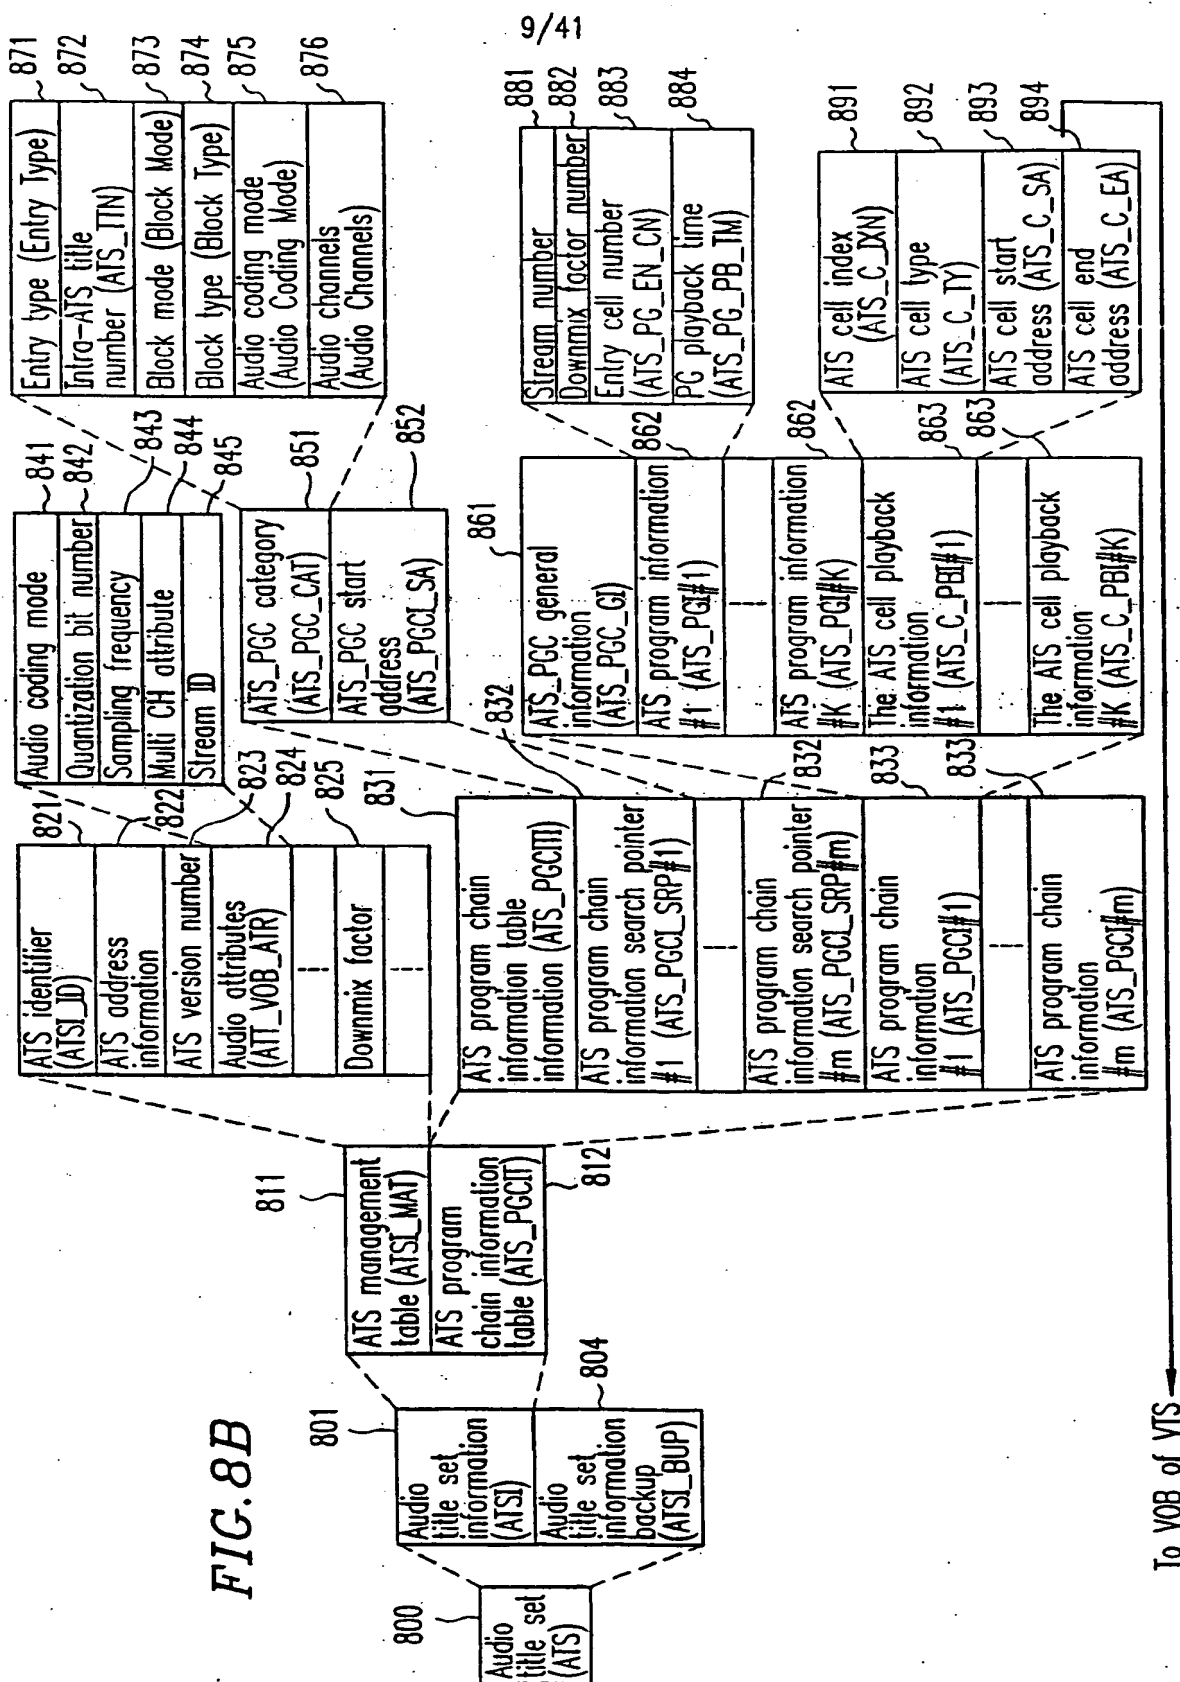 9/41
FIG.8B
800
Audio
title set
(ATS)
801
Audio
title set
information
(ATSI)
804
Audio
title set
information
backup
(ATSI_BUP)
811
ATS management
table (ATSI_MAT)
ATS program
chain information
table (ATS_PGCIT)
812
821
ATS identifier
(ATSI_ID)
822
ATS address
information
823
ATS version number
824
Audio attributes
(ATT_VOB_ATR)
825
Downmix factor
831
ATS program chain
information table
information (ATS_PGCITI)
832
ATS program chain
information search pointer
#1 (ATS_PGCI_SRP#1)
832
ATS program chain
information search pointer
#m (ATS_PGCI_SRP#m)
833
ATS program chain
information
#1 (ATS_PGCI#1)
833
ATS program chain
information
#m (ATS_PGCI#m)
841
Audio coding mode
842
Quantization bit number
843
Sampling frequency
844
Multi CH attribute
845
Stream ID
851
ATS_PGC category
(ATS_PGC_CAT)
852
ATS_PGC start
address
(ATS_PGCI_SA)
861
ATS_PGC general
information
(ATS_PGC_GI)
862
ATS program information
#1 (ATS_PGI#1)
862
ATS program information
#K (ATS_PGI#K)
863
The ATS cell playback
information
#1 (ATS_C_PBI#1)
863
The ATS cell playback
information
#K (ATS_C_PBI#K)
871
Entry type (Entry Type)
872
Intra-ATS title
number (ATS_TTN)
873
Block mode (Block Mode)
874
Block type (Block Type)
875
Audio coding mode
(Audio Coding Mode)
876
Audio channels
(Audio Channels)
881
Stream number
882
Downmix factor number
883
Entry cell number
(ATS_PG_EN_CN)
884
PG playback time
(ATS_PG_PB_TM)
891
ATS cell index
(ATS_C_IXN)
892
ATS cell type
(ATS_C_TY)
893
ATS cell start
address (ATS_C_SA)
894
ATS cell end
address (ATS_C_EA)
To VOB of VTS